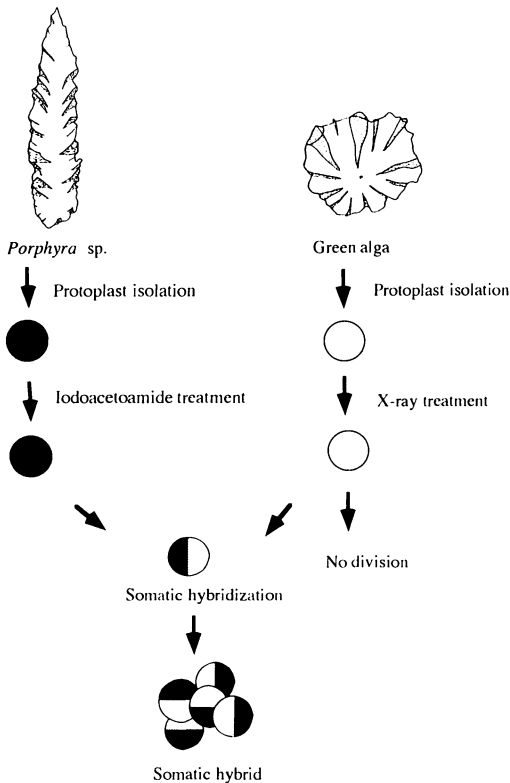 Porphyra sp.
Green alga
Protoplast isolation
Protoplast isolation
Iodoacetoamide treatment
X-ray treatment
No division
Somatic hybridization
Somatic hybrid